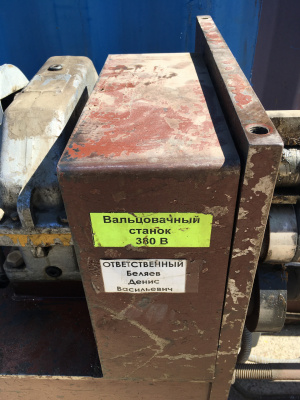 Вальцовачный
станок
380 В
ОТВЕТСТВЕННЫЙ
Беляев
Денис
Васильевич